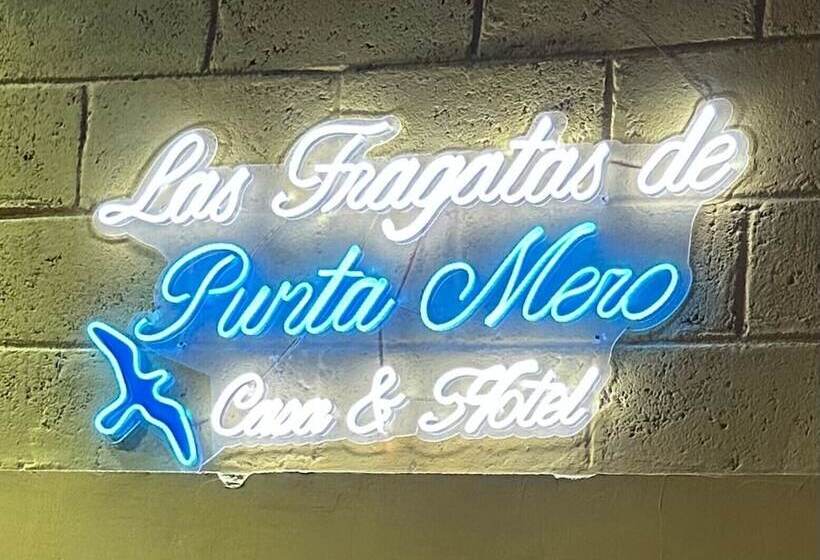 Las Fragatas de
Punta Mero
Casa & Hotel